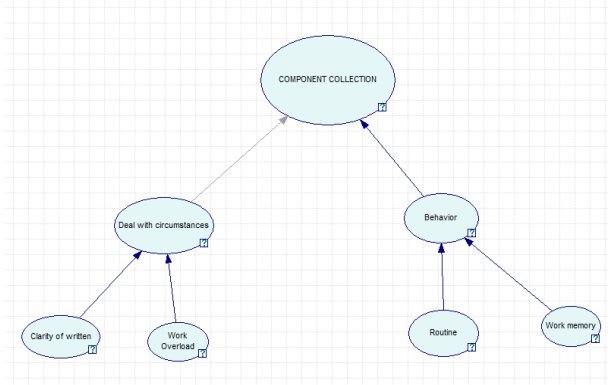 COMPONENT COLLECTION
?
Deal with circumstances
?
Behavior
?
Clarity of written
?
Work
Overload
?
Routine
?
Work memory
?